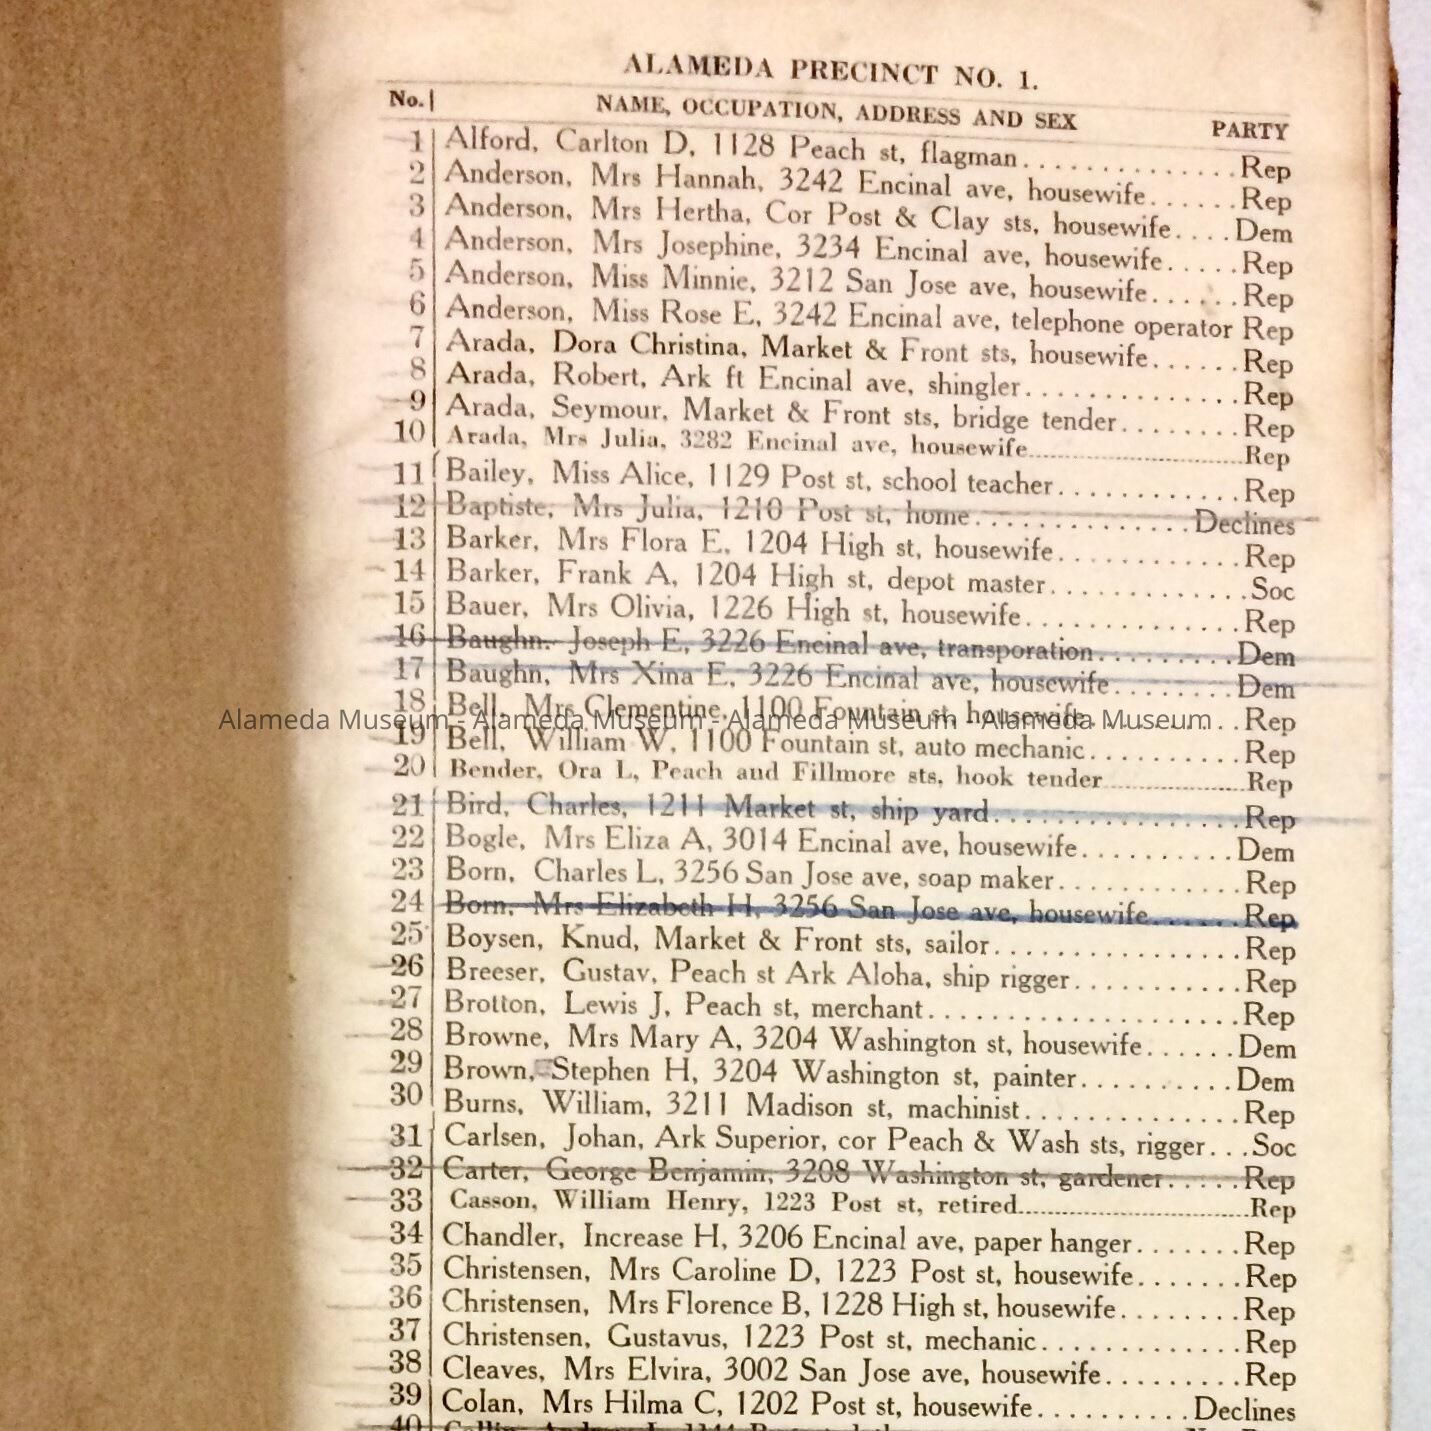 ALAMEDA PRECINCT NO. 1.
No. NAME, OCCUPATION, ADDRESS AND SEX PARTY
1 Alford, Carlton D, 1128 Peach st, flagman..............Rep
2 Anderson, Mrs Hannah, 3242 Encinal ave, housewife......Rep
3 Anderson, Mrs Hertha, Cor Post & Clay sts, housewife....Dem
4 Anderson, Mrs Josephine, 3234 Encinal ave, housewife.....Rep
5 Anderson, Miss Minnie, 3212 San Jose ave, housewife......Rep
6 Anderson, Miss Rose E, 3242 Encinal ave, telephone operator Rep
7 Arada, Dora Christina, Market & Front sts, housewife......Rep
8 Arada, Robert, Ark ft Encinal ave, shingler..............Rep
9 Arada, Seymour, Market & Front sts, bridge tender........Rep
10 Arada, Mrs Julia, 3282 Encinal ave, housewife..............Rep
11 Bailey, Miss Alice, 1129 Post st, school teacher............Rep
12 Baptiste, Mrs Julia, 1210 Post st, home..............Declines
13 Barker, Mrs Flora E, 1204 High st, housewife............Rep
14 Barker, Frank A, 1204 High st, depot master.............Soc
15 Bauer, Mrs Olivia, 1226 High st, housewife..............Rep
16 Baughn. Joseph E, 3226 Encinal ave, transporation.........Dem
17 Baughn, Mrs Xina E, 3226 Encinal ave, housewife........Dem
18 Bell, Mrs Clementine, 1100 Fountain st, housewife..........Rep
Alameda Museum - Alameda Museum - Alameda Museum - Alameda Museum
19 Bell, William W, 1100 Fountain st, auto mechanic..........Rep
20 Bender, Ora L, Peach and Fillmore sts, hook tender..........Rep
21 Bird, Charles, 1211 Market st, ship yard................Rep
22 Bogle, Mrs Eliza A, 3014 Encinal ave, housewife..........Dem
23 Born, Charles L, 3256 San Jose ave, soap maker............Rep
24 Born, Mrs Elizabeth H, 3256 San Jose ave, housewife......Rep
25 Boysen, Knud, Market & Front sts, sailor................Rep
26 Breeser, Gustav, Peach st Ark Aloha, ship rigger...........Rep
27 Brotton, Lewis J, Peach st, merchant....................Rep
28 Browne, Mrs Mary A, 3204 Washington st, housewife......Dem
29 Brown, Stephen H, 3204 Washington st, painter..........Dem
30 Burns, William, 3211 Madison st, machinist..............Rep
31 Carlsen, Johan, Ark Superior, cor Peach & Wash sts, rigger...Soc
32 Carter, George Benjamin, 3208 Washington st, gardener.....Rep
33 Casson, William Henry, 1223 Post st, retired..............Rep
34 Chandler, Increase H, 3206 Encinal ave, paper hanger.......Rep
35 Christensen, Mrs Caroline D, 1223 Post st, housewife.......Rep
36 Christensen, Mrs Florence B, 1228 High st, housewife........Rep
37 Christensen, Gustavus, 1223 Post st, mechanic.............Rep
38 Cleaves, Mrs Elvira, 3002 San Jose ave, housewife.........Rep
39 Colan, Mrs Hilma C, 1202 Post st, housewife..........Declines
40